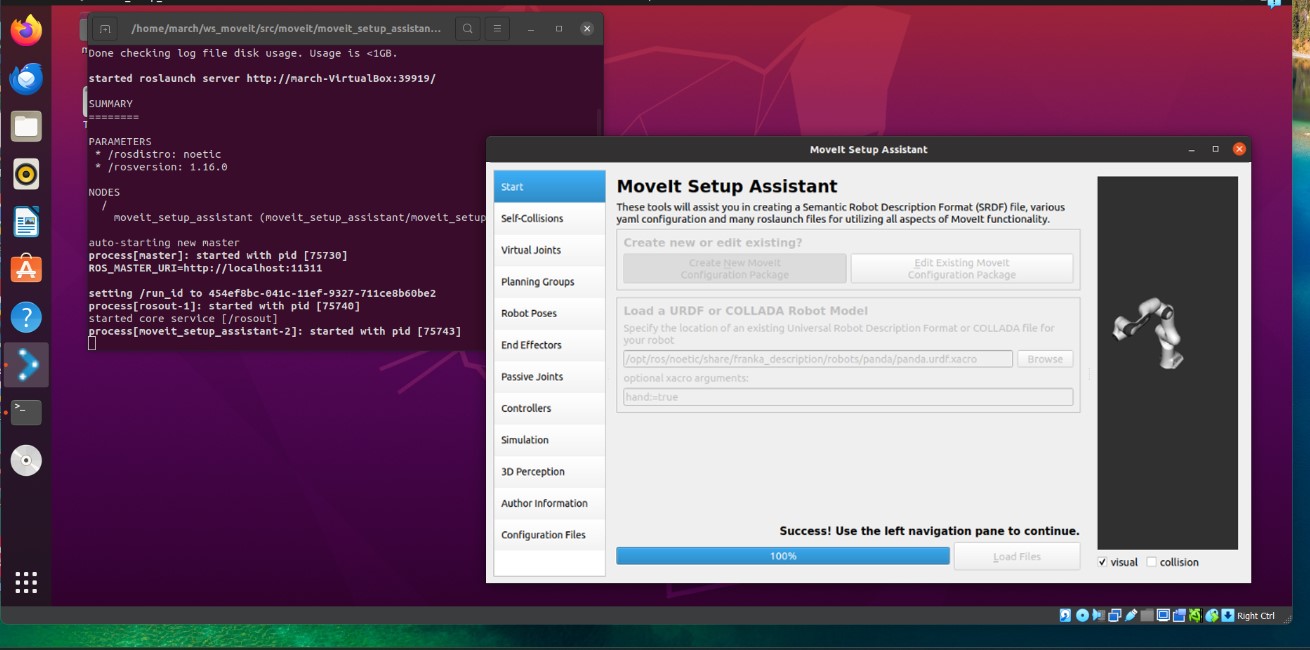 /home/march/ws_moveit/src/moveit/moveit_setup_assistan...
Done checking log file disk usage. Usage is <1GB.
started roslaunch server http://march-VirtualBox:39919/
SUMMARY
========
PARAMETERS
* /rosdistro: noetic
* /rosversion: 1.16.0
NODES
/
moveit_setup_assistant (moveit_setup_assistant/moveit_setup
auto-starting new master
process[master]: started with pid [75730]
ROS_MASTER_URI=http://localhost:11311
setting /run_id to 454ef8bc-041c-11ef-9327-711ce8b60be2
process[rosout-1]: started with pid [75740]
started core service [/rosout]
process[moveit_setup_assistant-2]: started with pid [75743]
MoveIt Setup Assistant
Start
Self-Collisions
Virtual Joints
Planning Groups
Robot Poses
End Effectors
Passive Joints
Controllers
Simulation
3D Perception
Author Information
Configuration Files
MoveIt Setup Assistant
These tools will assist you in creating a Semantic Robot Description Format (SRDF) file, various
yaml configuration and many roslaunch files for utilizing all aspects of MoveIt functionality.
Create new or edit existing?
Create New MoveIt
Configuration Package
Edit Existing MoveIt
Configuration Package
Load a URDF or COLLADA Robot Model
Specify the location of an existing Universal Robot Description Format or COLLADA file for
your robot
/opt/ros/noetic/share/franka_description/robots/panda/panda.urdf.xacro
Browse
optional xacro arguments:
hand:=true
Success! Use the left navigation pane to continue.
100%
Load Files
visual
collision
Right Ctrl